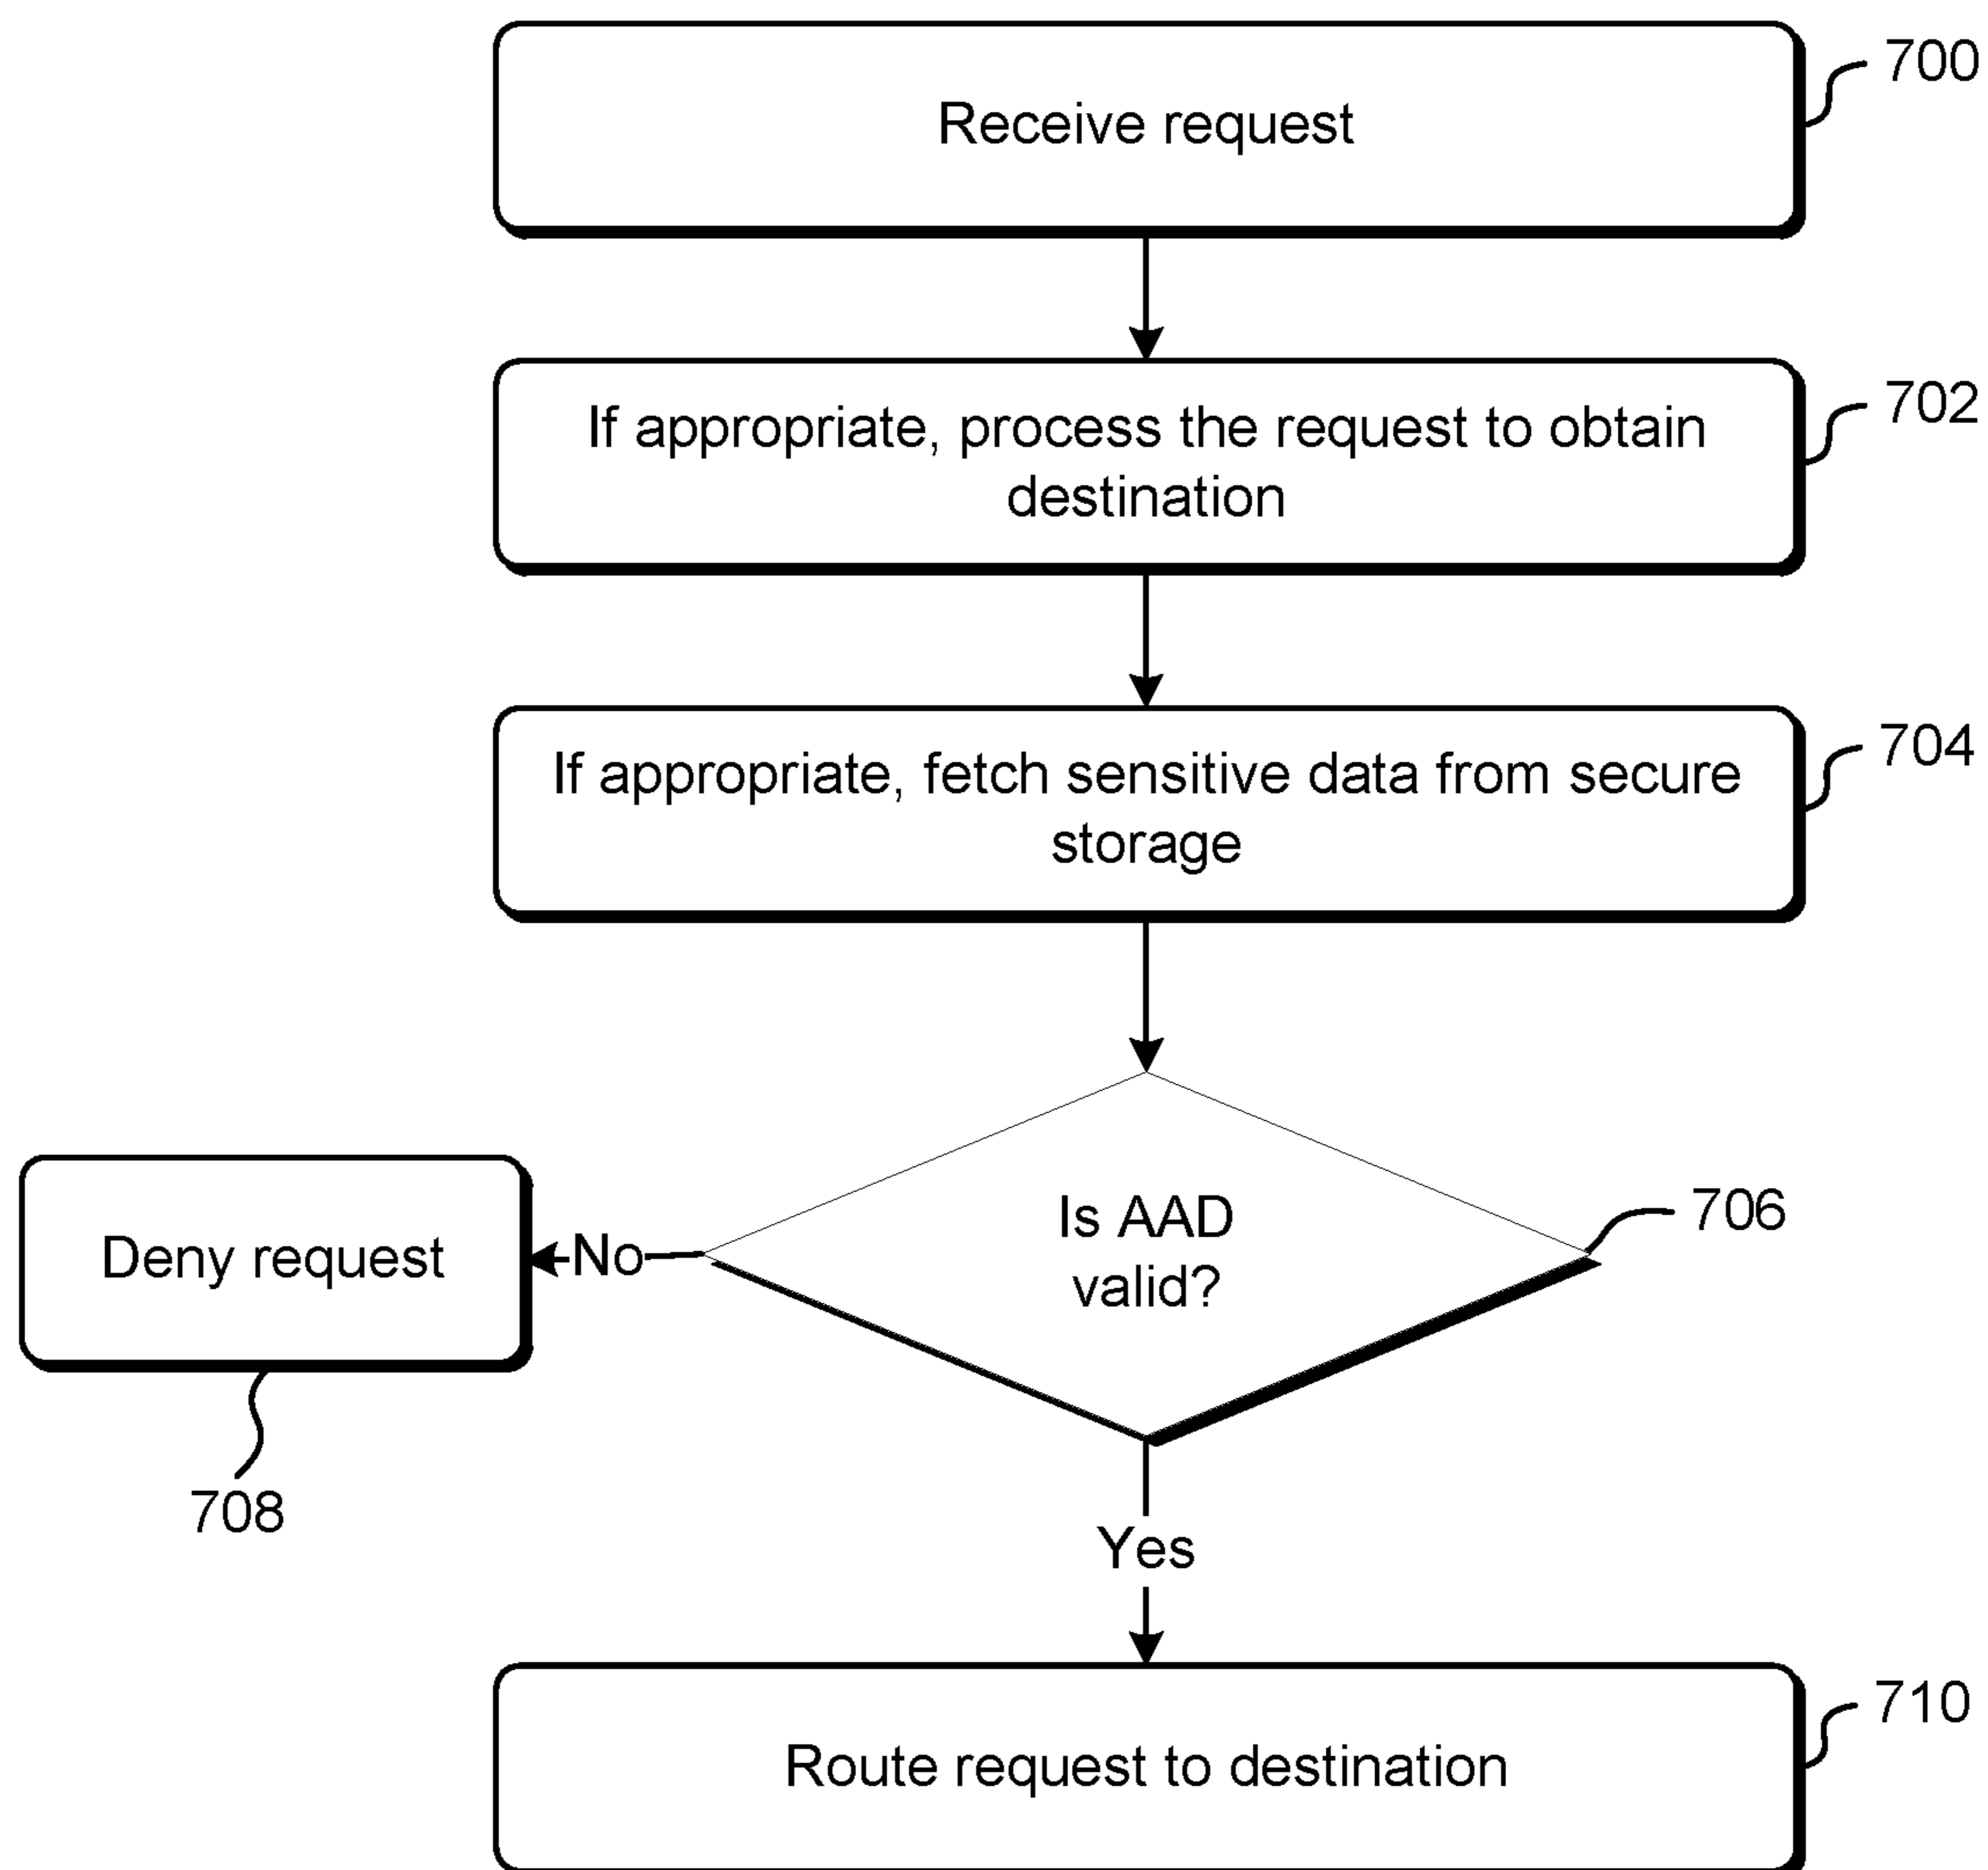 Receive request
700
If appropriate, process the request to obtain
destination
702
If appropriate, fetch sensitive data from secure
storage
704
Is AAD
valid?
706
No
Deny request
708
Yes
Route request to destination
710